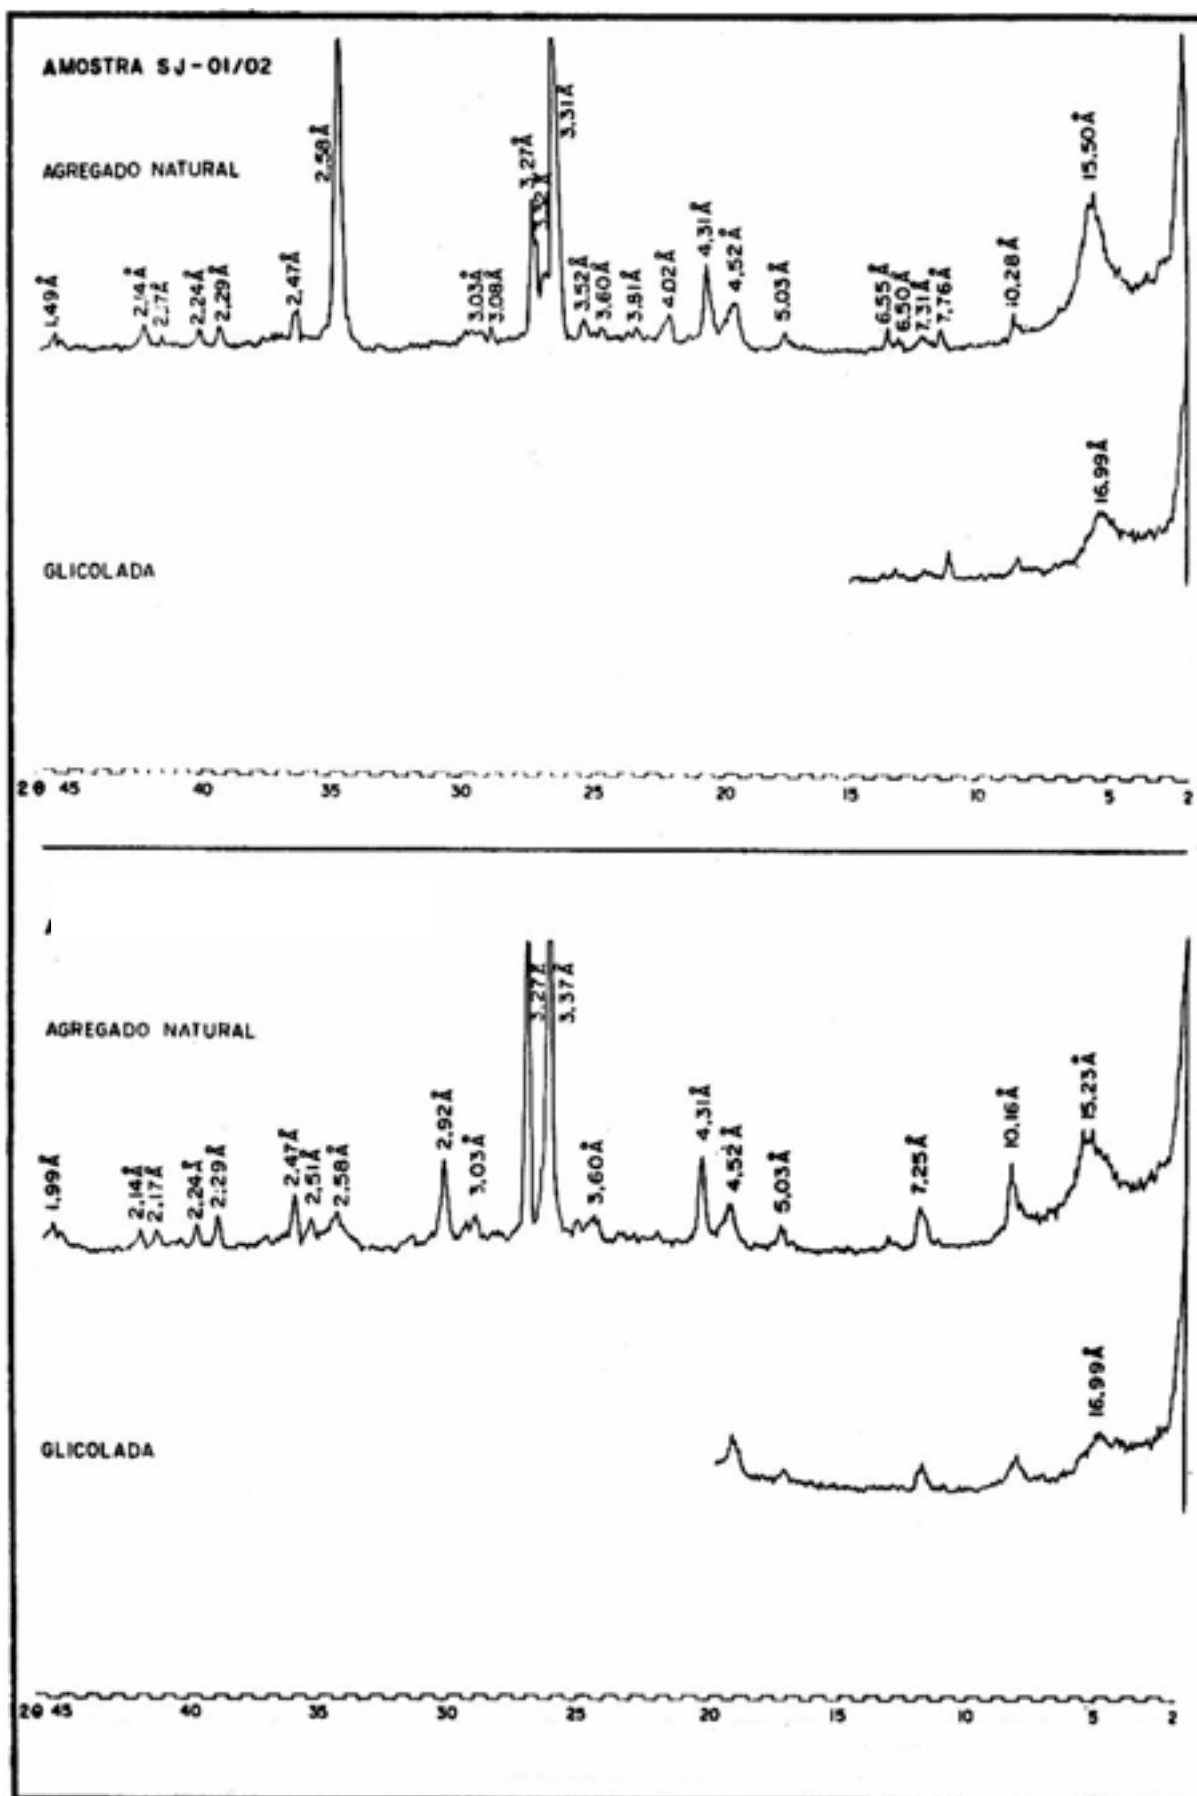 AMOSTRA SJ-01/02
AGREGADO NATURAL
1,49Å 2,14Å 2,17Å 2,24Å 2,29Å 2,47Å 2,58Å 3,03Å 3,08Å 3,27Å 3,31Å 3,52Å 3,60Å 3,81Å 4,02Å 4,31Å 4,52Å 5,03Å 6,55Å 6,50Å 7,31Å 7,76Å 10,28Å 15,50Å
GLICOLADA
16,99Å
2θ 45 40 35 30 25 20 15 10 5 2
AGREGADO NATURAL
1,99Å 2,14Å 2,17Å 2,24Å 2,29Å 2,47Å 2,51Å 2,58Å 2,92Å 3,03Å 3,27Å 3,37Å 3,60Å 4,31Å 4,52Å 5,03Å 7,25Å 10,16Å 15,23Å
GLICOLADA
16,99Å
2θ 45 40 35 30 25 20 15 10 5 2